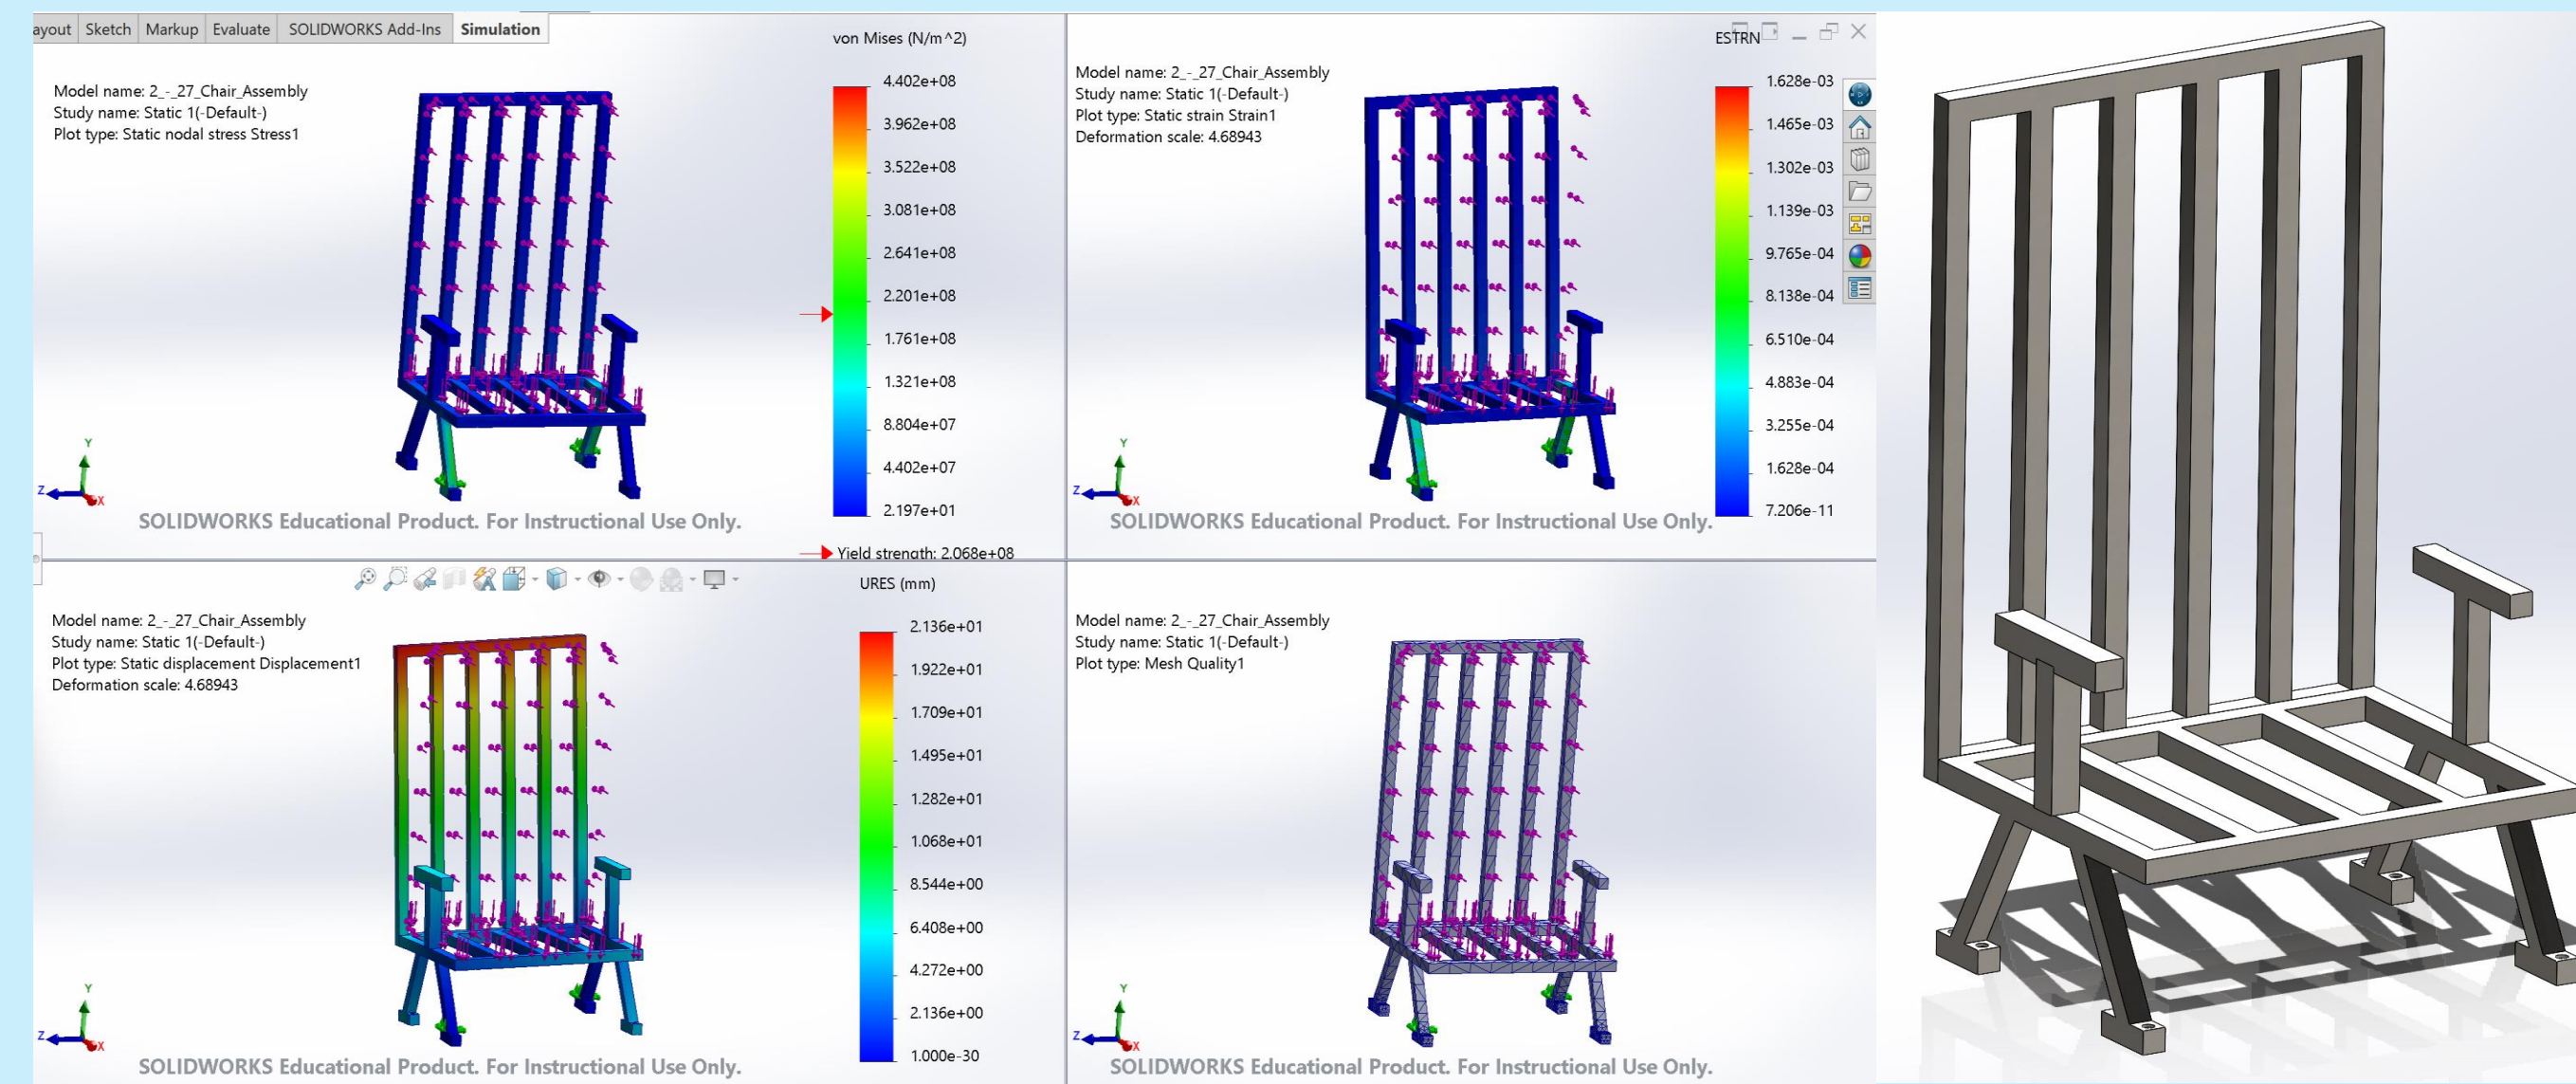 ayout Sketch Markup Evaluate SOLIDWORKS Add-Ins Simulation
Model name: 2_-_27_Chair_Assembly
Study name: Static 1(-Default-)
Plot type: Static nodal stress Stress1
von Mises (N/m^2)
4.402e+08
3.962e+08
3.522e+08
3.081e+08
2.641e+08
2.201e+08
1.761e+08
1.321e+08
8.804e+07
4.402e+07
2.197e+01
Yield strength: 2.068e+08
Y
Z
X
SOLIDWORKS Educational Product. For Instructional Use Only.
Model name: 2_-_27_Chair_Assembly
Study name: Static 1(-Default-)
Plot type: Static strain Strain1
Deformation scale: 4.68943
ESTRN
1.628e-03
1.465e-03
1.302e-03
1.139e-03
9.765e-04
8.138e-04
6.510e-04
4.883e-04
3.255e-04
1.628e-04
7.206e-11
Y
Z
X
SOLIDWORKS Educational Product. For Instructional Use Only.
Model name: 2_-_27_Chair_Assembly
Study name: Static 1(-Default-)
Plot type: Static displacement Displacement1
Deformation scale: 4.68943
URES (mm)
2.136e+01
1.922e+01
1.709e+01
1.495e+01
1.282e+01
1.068e+01
8.544e+00
6.408e+00
4.272e+00
2.136e+00
1.000e-30
Y
Z
X
SOLIDWORKS Educational Product. For Instructional Use Only.
Model name: 2_-_27_Chair_Assembly
Study name: Static 1(-Default-)
Plot type: Mesh Quality1
Y
Z
X
SOLIDWORKS Educational Product. For Instructional Use Only.